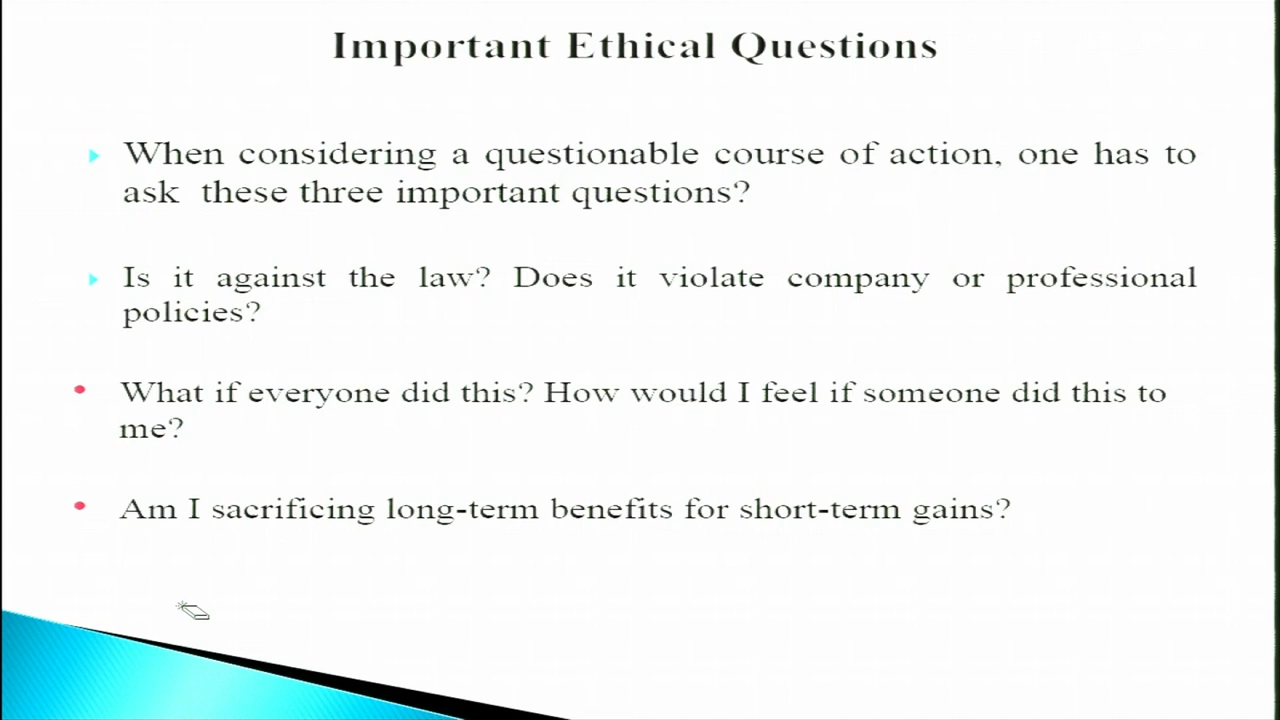 Important Ethical Questions
When considering a questionable course of action, one has to
ask these three important questions?
Is it against the law? Does it violate company or professional
policies?
What if everyone did this? How would I feel if someone did this to
me?
Am I sacrificing long-term benefits for short-term gains?